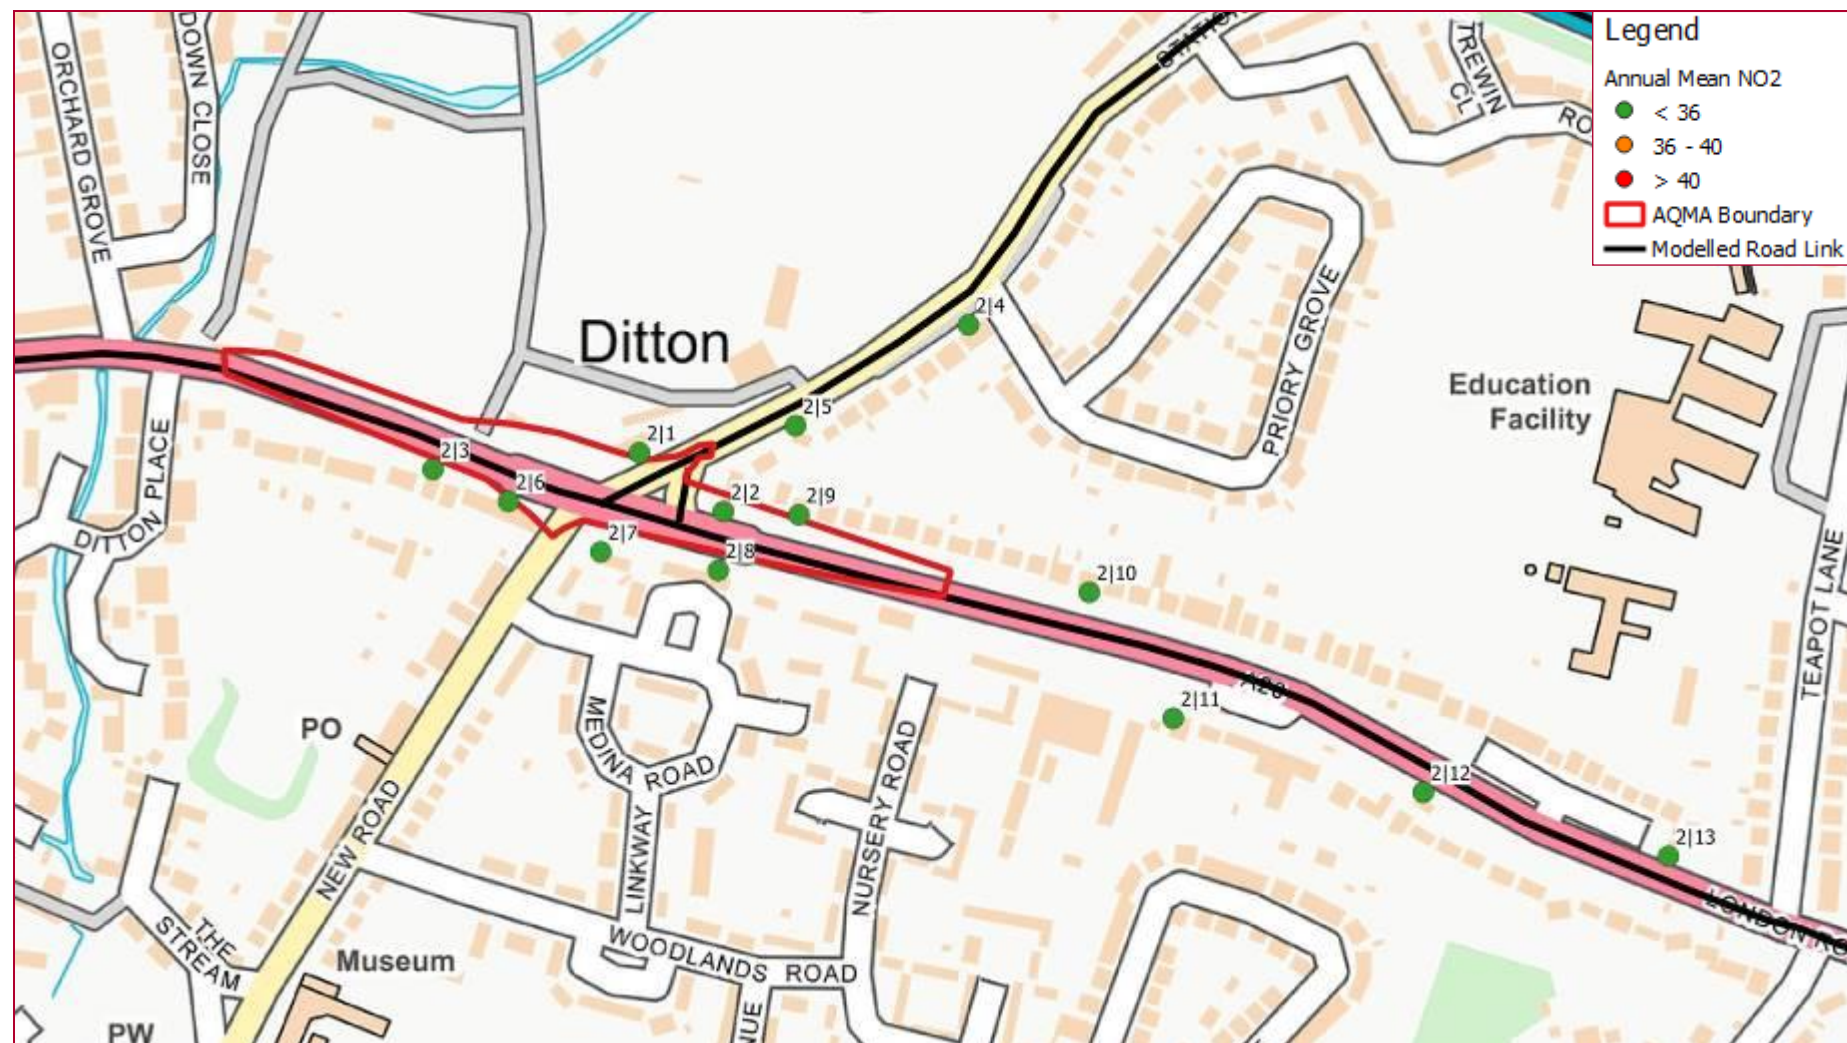 Legend
Annual Mean NO2
< 36
36 - 40
> 40
AQMA Boundary
Modelled Road Link
ORCHARD GROVE
DOWN CLOSE
TREWIN
CL
RO
2|4
Ditton
PRIORY GROVE
Education
Facility
2|5
2|1
2|3
2|6
2|2
2|9
2|7
2|8
DITTON PLACE
2|10
TEAPOT LANE
A20
2|11
PO
MEDINA ROAD
NURSERY ROAD
2|12
NEW ROAD
LINKWAY
2|13
LONDON RO
THE
STREAM
Museum
WOODLANDS ROAD
NUE
PW